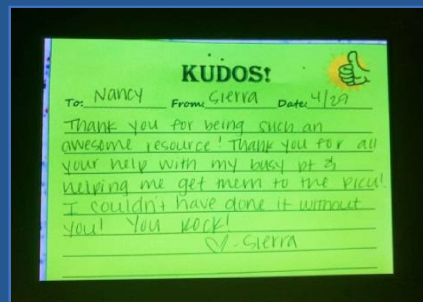 KUDOS!
To: Nancy From: Sierra Date: 4/29
Thank you for being such an
awesome resource! Thank you for all
your help with my busy pt &
helping me get them to the PICU!
I couldn't have done it without
you! You ROCK!
♡-Sierra